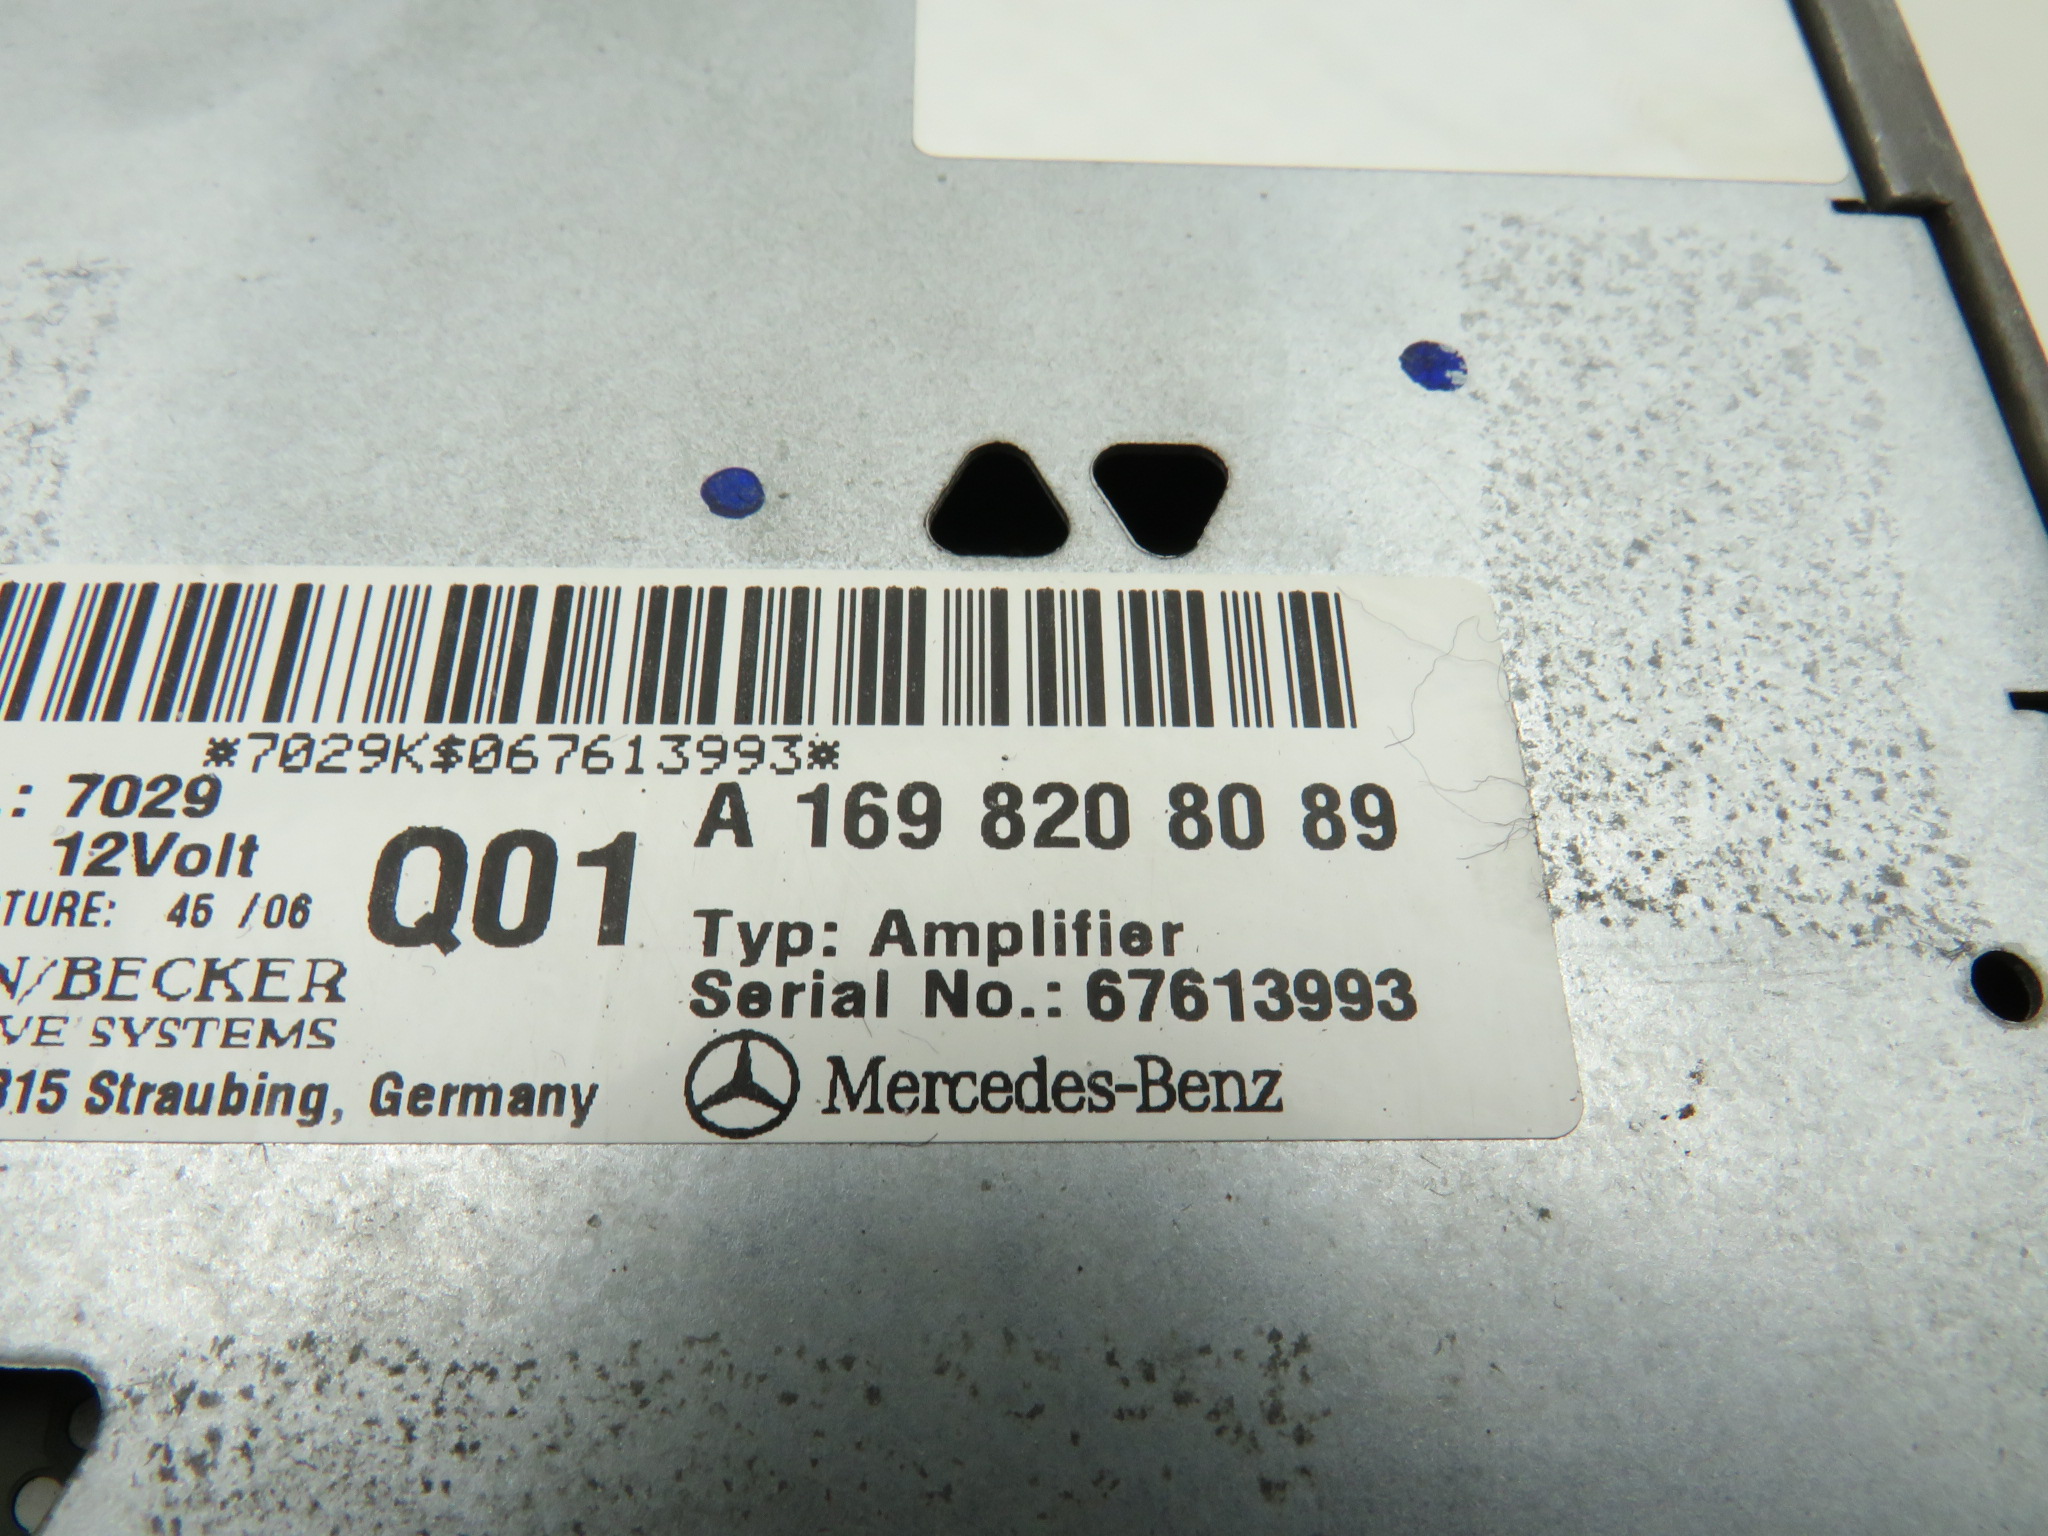 *7029K$067613993*
.: 7029
12Volt
TURE: 45 /06
Q01
N/BECKER
VE SYSTEMS
315 Straubing, Germany
A 169 820 80 89
Typ: Amplifier
Serial No.: 67613993
Mercedes-Benz